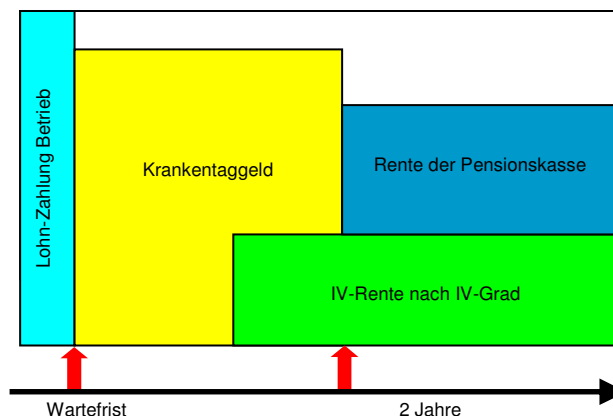 Lohn-Zahlung Betrieb
Krankentaggeld
Rente der Pensionskasse
IV-Rente nach IV-Grad
Wartefrist
2 Jahre